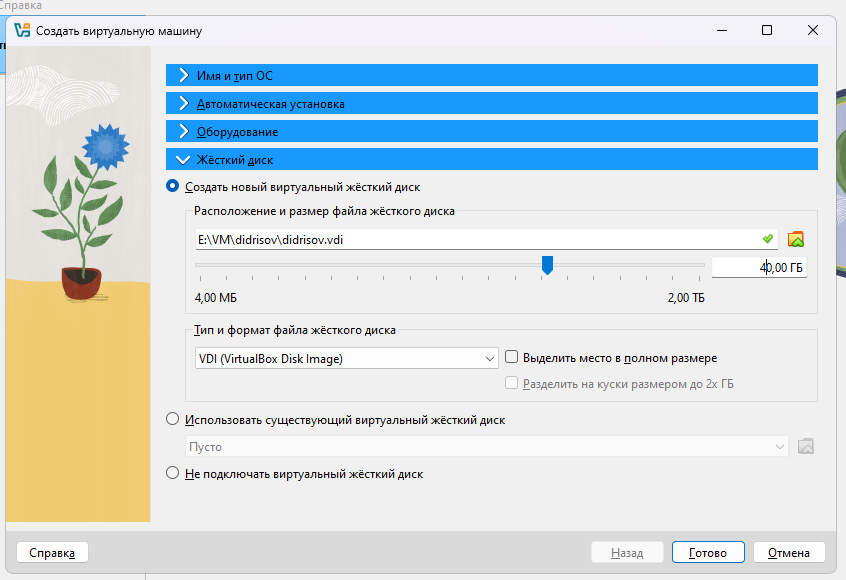 Справка
Создать виртуальную машину
Имя и тип ОС
Автоматическая установка
Оборудование
Жёсткий диск
Создать новый виртуальный жёсткий диск
Расположение и размер файла жёсткого диска
E:\VM\didrisov\didrisov.vdi
40,00 ГБ
4,00 МБ 2,00 ТБ
Тип и формат файла жёсткого диска
VDI (VirtualBox Disk Image) Выделить место в полном размере
Разделить на куски размером до 2х ГБ
Использовать существующий виртуальный жёсткий диск
Пусто
Не подключать виртуальный жёсткий диск
Справка Назад Готово Отмена